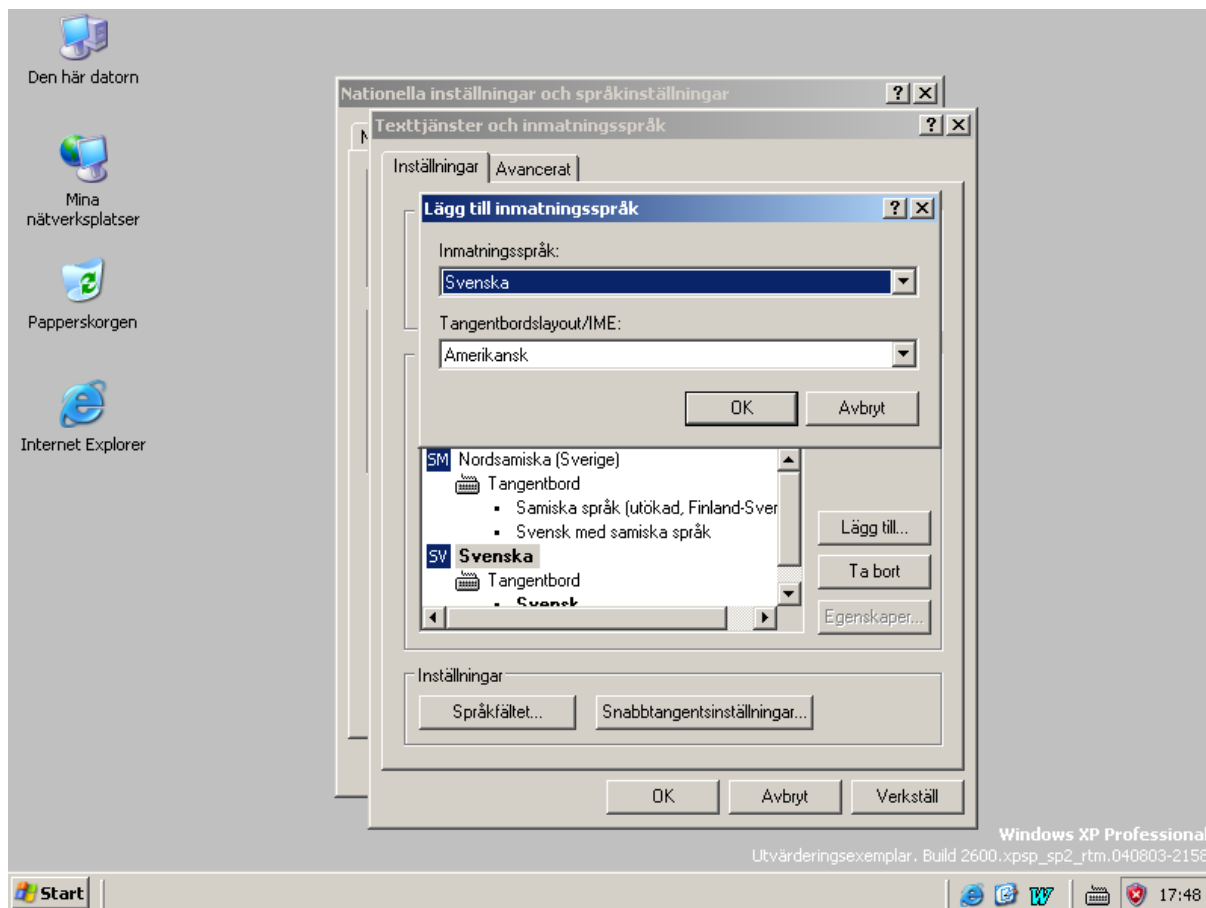 Den här datorn
Mina
nätverksplatser
Papperskorgen
Internet Explorer
Nationella inställningar och språkinställningar
Texttjänster och inmatningsspråk
Inställningar
Avancerat
Lägg till inmatningsspråk
Inmatningsspråk:
Svenska
Tangentbordslayout/IME:
Amerikansk
OK
Avbryt
SM Nordsamiska (Sverige)
Tangentbord
Samiska språk (utökad, Finland-Sver
Svensk med samiska språk
SV Svenska
Tangentbord
Svensk
Lägg till...
Ta bort
Egenskaper...
Inställningar
Språkfältet...
Snabbtangentsinställningar...
OK
Avbryt
Verkställ
Windows XP Professional
Utvärderingsexemplar. Build 2600.xpsp_sp2_rtm.040803-2158
Start
17:48